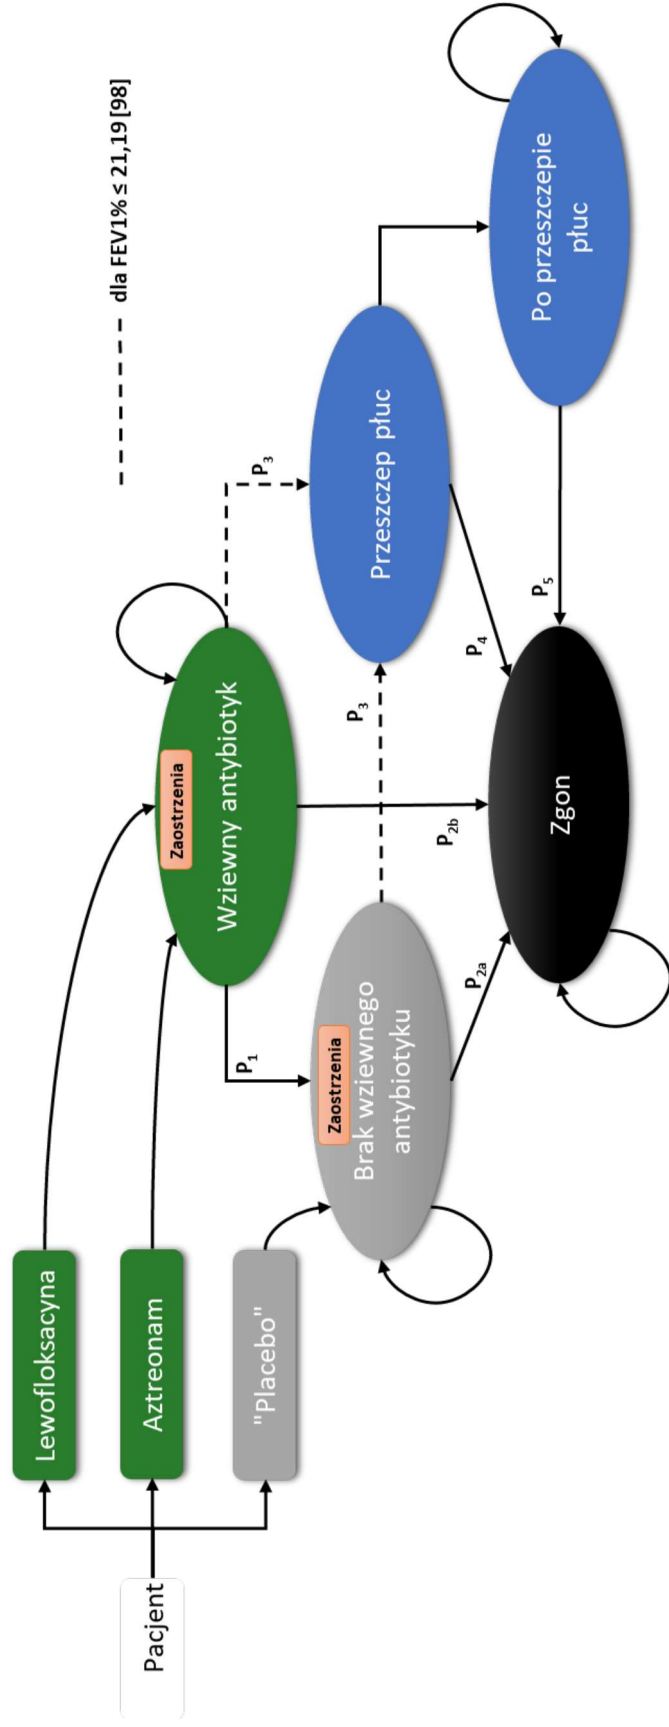 Pacjent
Lewofloksacyna
Aztreonam
"Placebo"
Zaostrzenia
Wziewny antybiotyk
dla FEV1% ≤ 21,19 [98]
P₁
P₃
Zaostrzenia
Brak wziewnego
antybiotyku
P₃
Przeszczep płuc
P₂ₐ
P₂b
P₄
Zgon
P₅
Po przeszczepie
płuc